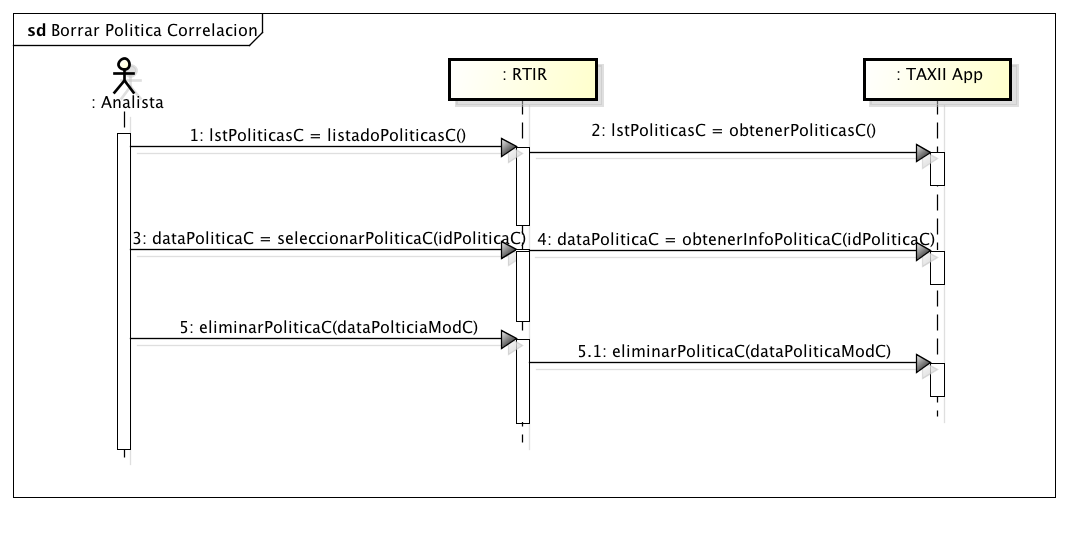 sd Borrar Politica Correlacion
: Analista
: RTIR
: TAXII App
1: lstPoliticasC = listadoPoliticasC()
2: lstPoliticasC = obtenerPoliticasC()
3: dataPoliticaC = seleccionarPoliticaC(idPoliticaC)
4: dataPoliticaC = obtenerInfoPoliticaC(idPoliticaC)
5: eliminarPoliticaC(dataPolticiaModC)
5.1: eliminarPoliticaC(dataPoliticaModC)